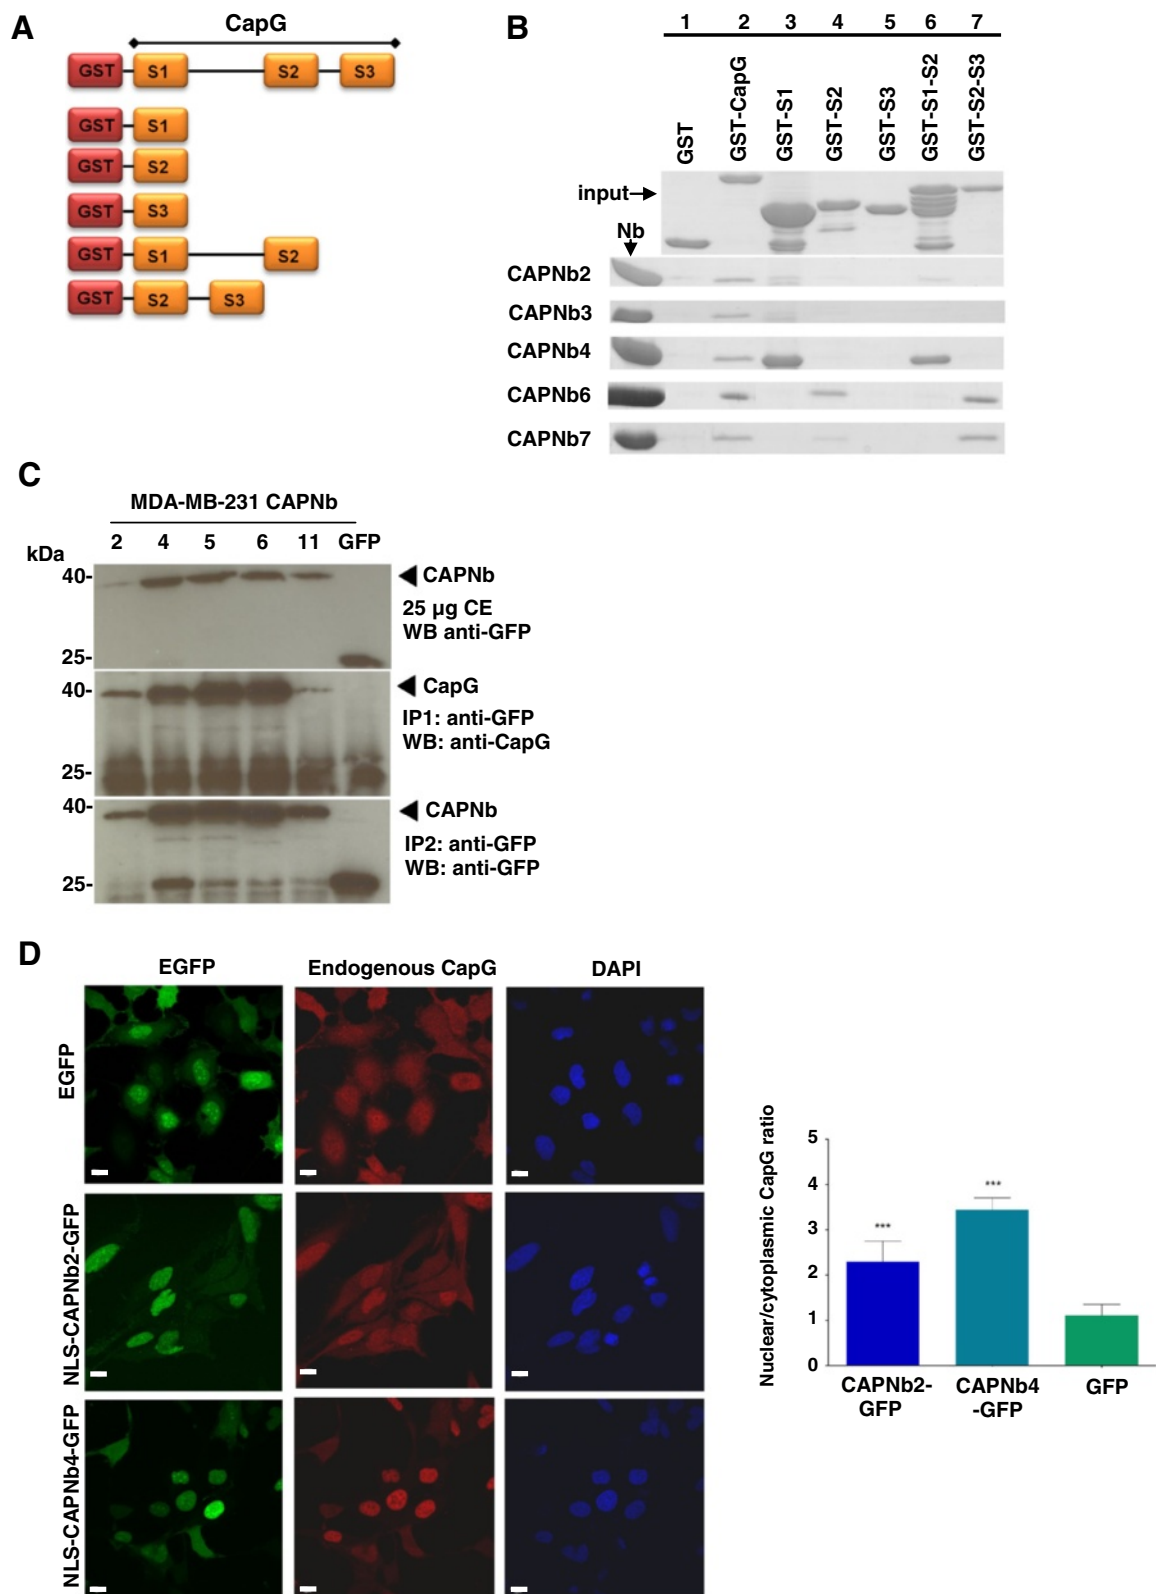 A
CapG
GST S1 S2 S3
GST S1
GST S2
GST S3
GST S1 S2
GST S2 S3
B
1 2 3 4 5 6 7
GST
GST-CapG
GST-S1
GST-S2
GST-S3
GST-S1-S2
GST-S2-S3
input
Nb
CAPNb2
CAPNb3
CAPNb4
CAPNb6
CAPNb7
C
MDA-MB-231 CAPNb
kDa
2 4 5 6 11 GFP
40- CAPNb
25 µg CE
WB anti-GFP
25-
40- CapG
IP1: anti-GFP
WB: anti-CapG
25-
40- CAPNb
IP2: anti-GFP
WB: anti-GFP
25-
D
EGFP Endogenous CapG DAPI
EGFP
NLS-CAPNb2-GFP
NLS-CAPNb4-GFP
Nuclear/cytoplasmic CapG ratio
5
4
3
2
1
0
***
***
CAPNb2-
GFP
CAPNb4
-GFP
GFP